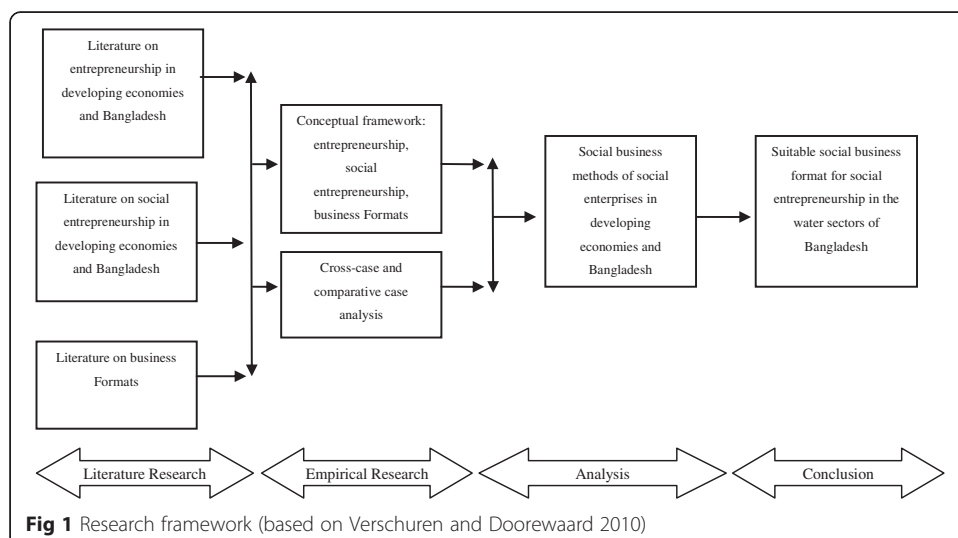 Literature on
entrepreneurship in
developing economies
and Bangladesh
Literature on social
entrepreneurship in
developing economies
and Bangladesh
Literature on business
Formats
Conceptual framework:
entrepreneurship,
social
entrepreneurship,
business Formats
Cross-case and
comparative case
analysis
Social business
methods of social
enterprises in
developing
economies and
Bangladesh
Suitable social business
format for social
entrepreneurship in the
water sectors of
Bangladesh
Literature Research
Empirical Research
Analysis
Conclusion
Fig 1 Research framework (based on Verschuren and Doorewaard 2010)